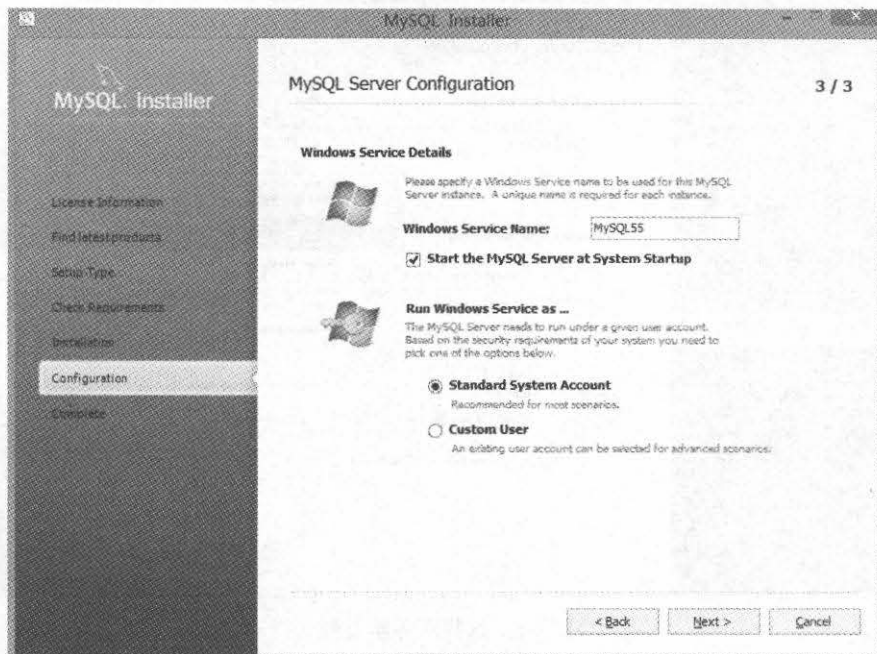 MySQL Installer
MySQL. Installer
License Information
Find latest products
Setup Type
Check Requirements
Installation
Configuration
Complete
MySQL Server Configuration
3 / 3
Windows Service Details
Please specify a Windows Service name to be used for this MySQL
Server instance. A unique name is required for each instance.
Windows Service Name: MySQL55
Start the MySQL Server at System Startup
Run Windows Service as ...
The MySQL Server needs to run under a given user account.
Based on the security requirements of your system you need to
pick one of the options below.
Standard System Account
Recommended for most scenarios.
Custom User
An existing user account can be selected for advanced scenarios.
< Back
Next >
Cancel